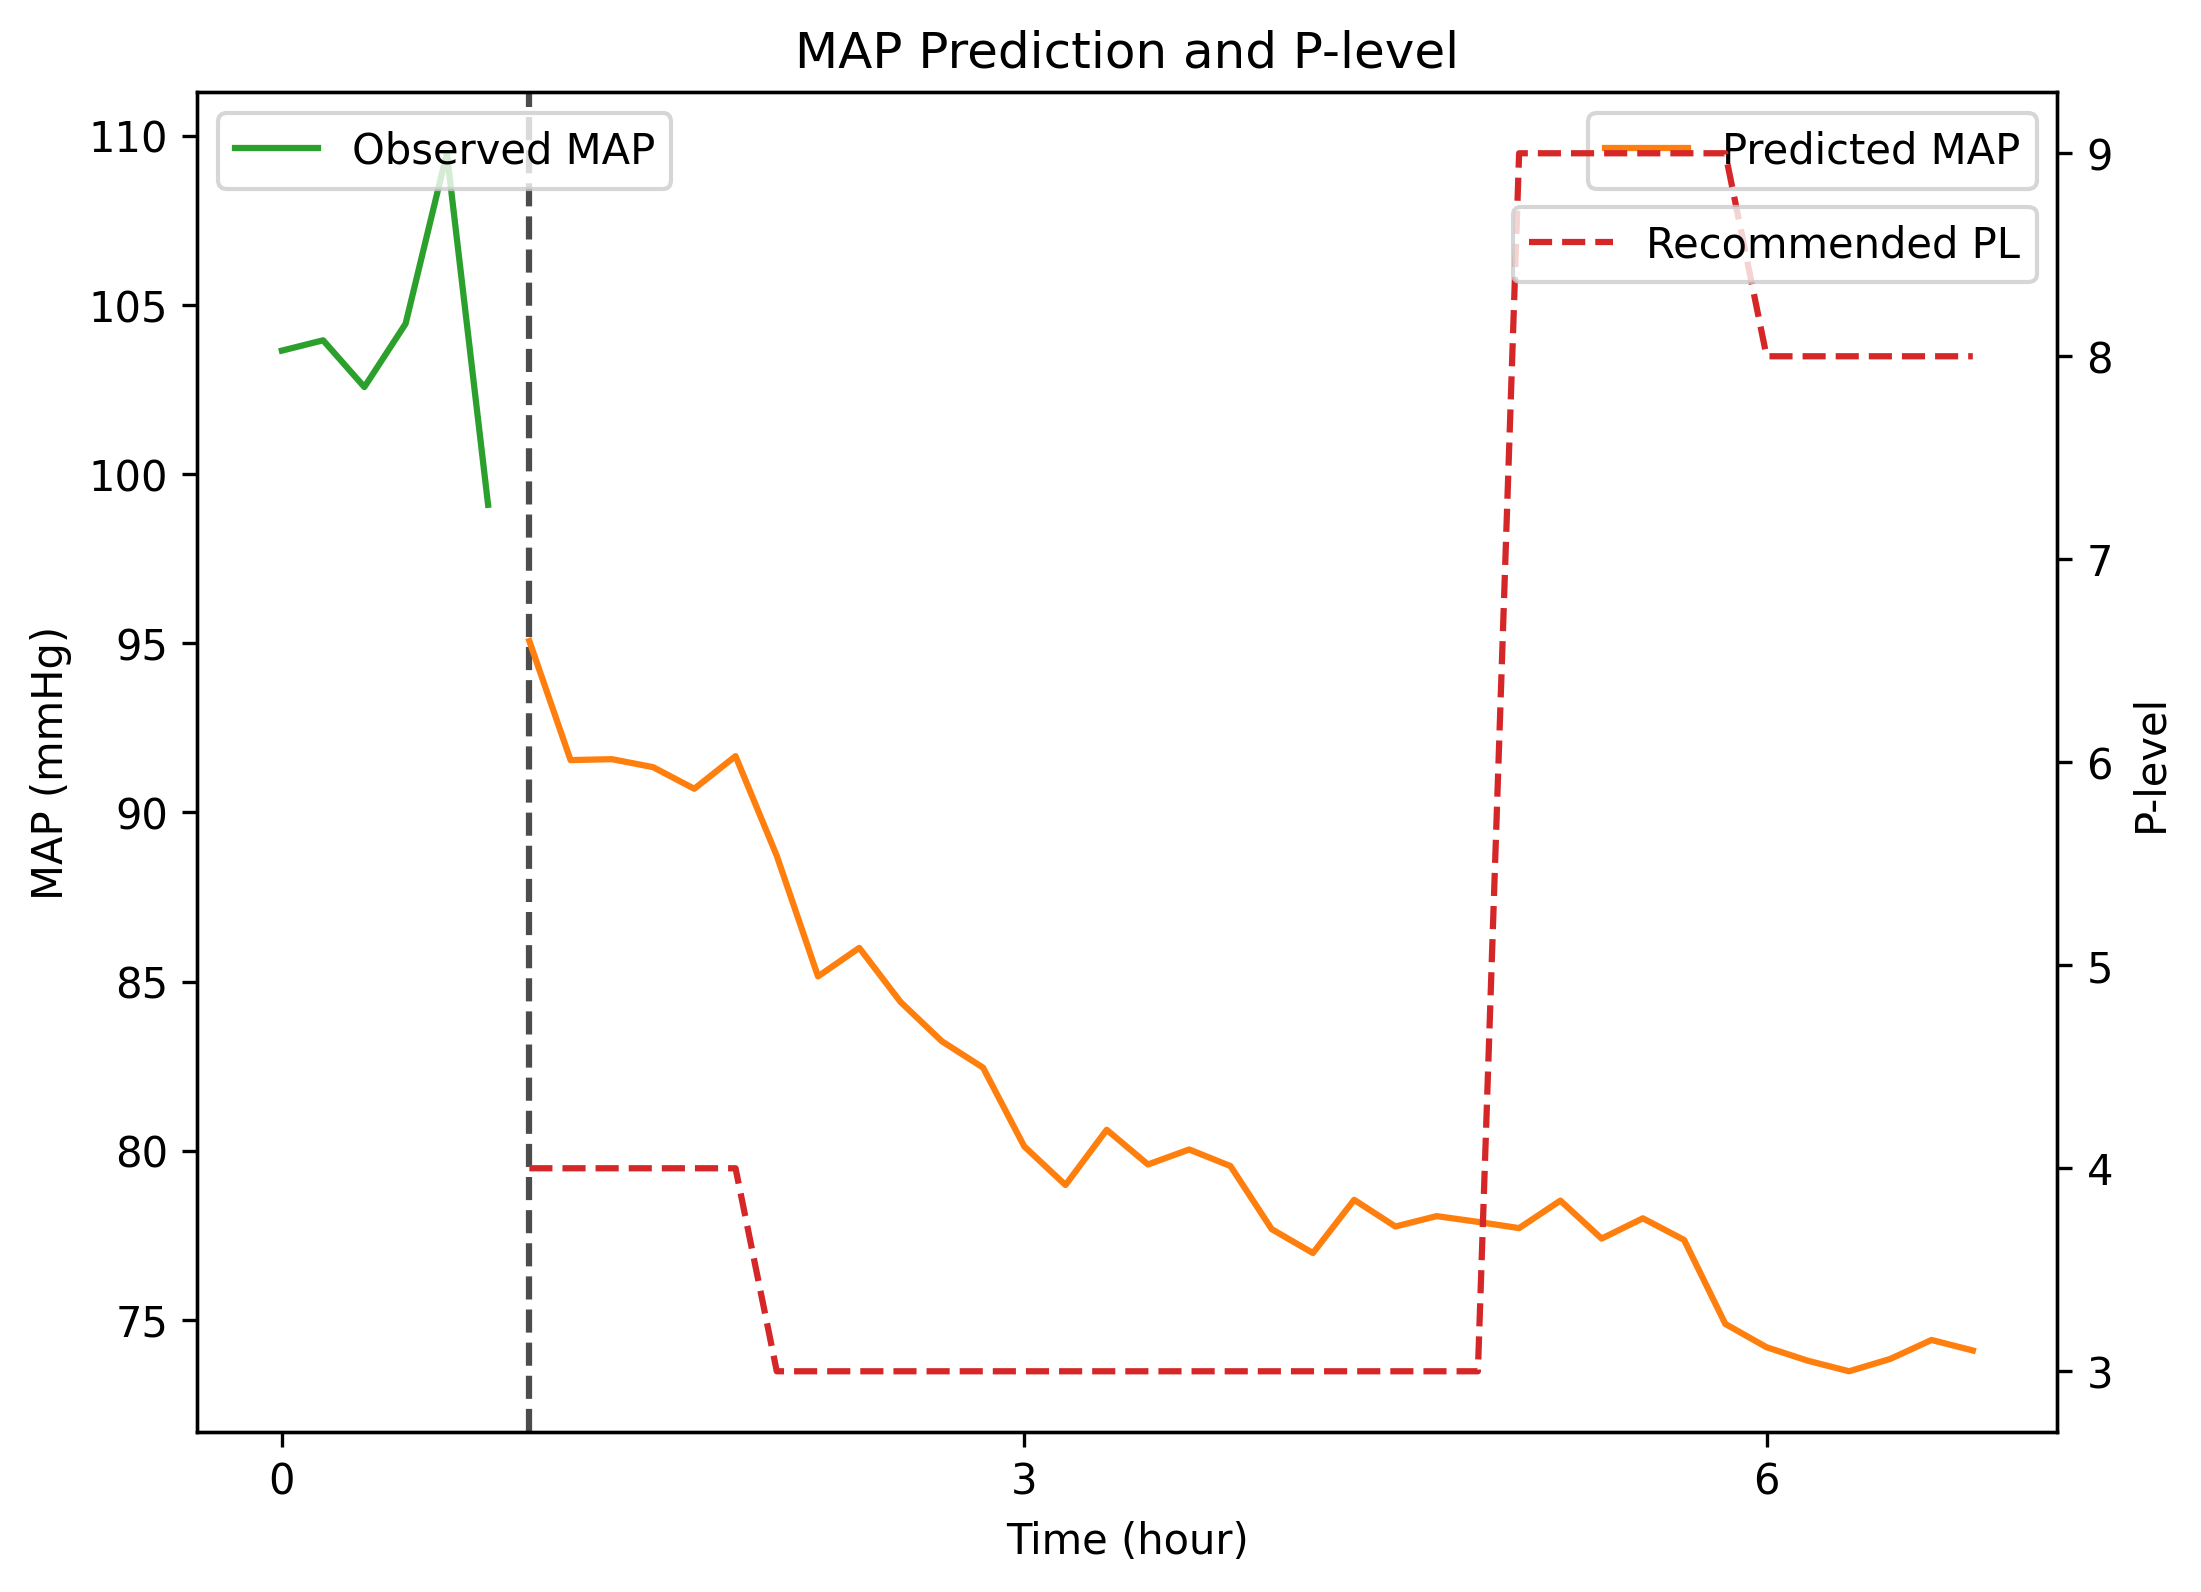 MAP Prediction and P-level
Observed MAP
Predicted MAP
Recommended PL
110
105
100
95
90
85
80
75
MAP (mmHg)
9
8
7
6
5
4
3
P-level
0 3 6
Time (hour)